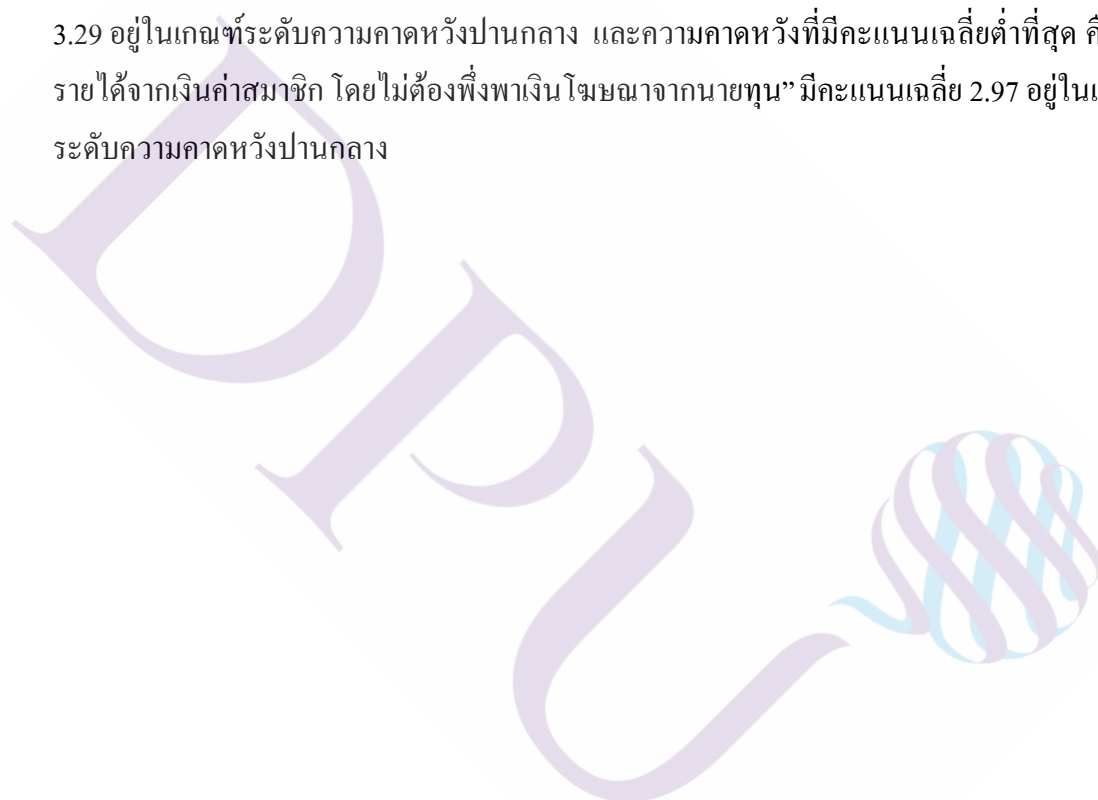 3.29 อยู่ในเกณฑ์ระดับความคาดหวังปานกลาง และความคาดหวังที่มีคะแนนเฉลี่ยต่ำที่สุด
รายได้จากเงินค่าสมาชิก โดยไม่ต้องพึ่งพาเงินโฆษณาจากนายทุน” มีคะแนนเฉลี่ย 2.97 อยู่ใน
ระดับความคาดหวังปานกลาง
DPU